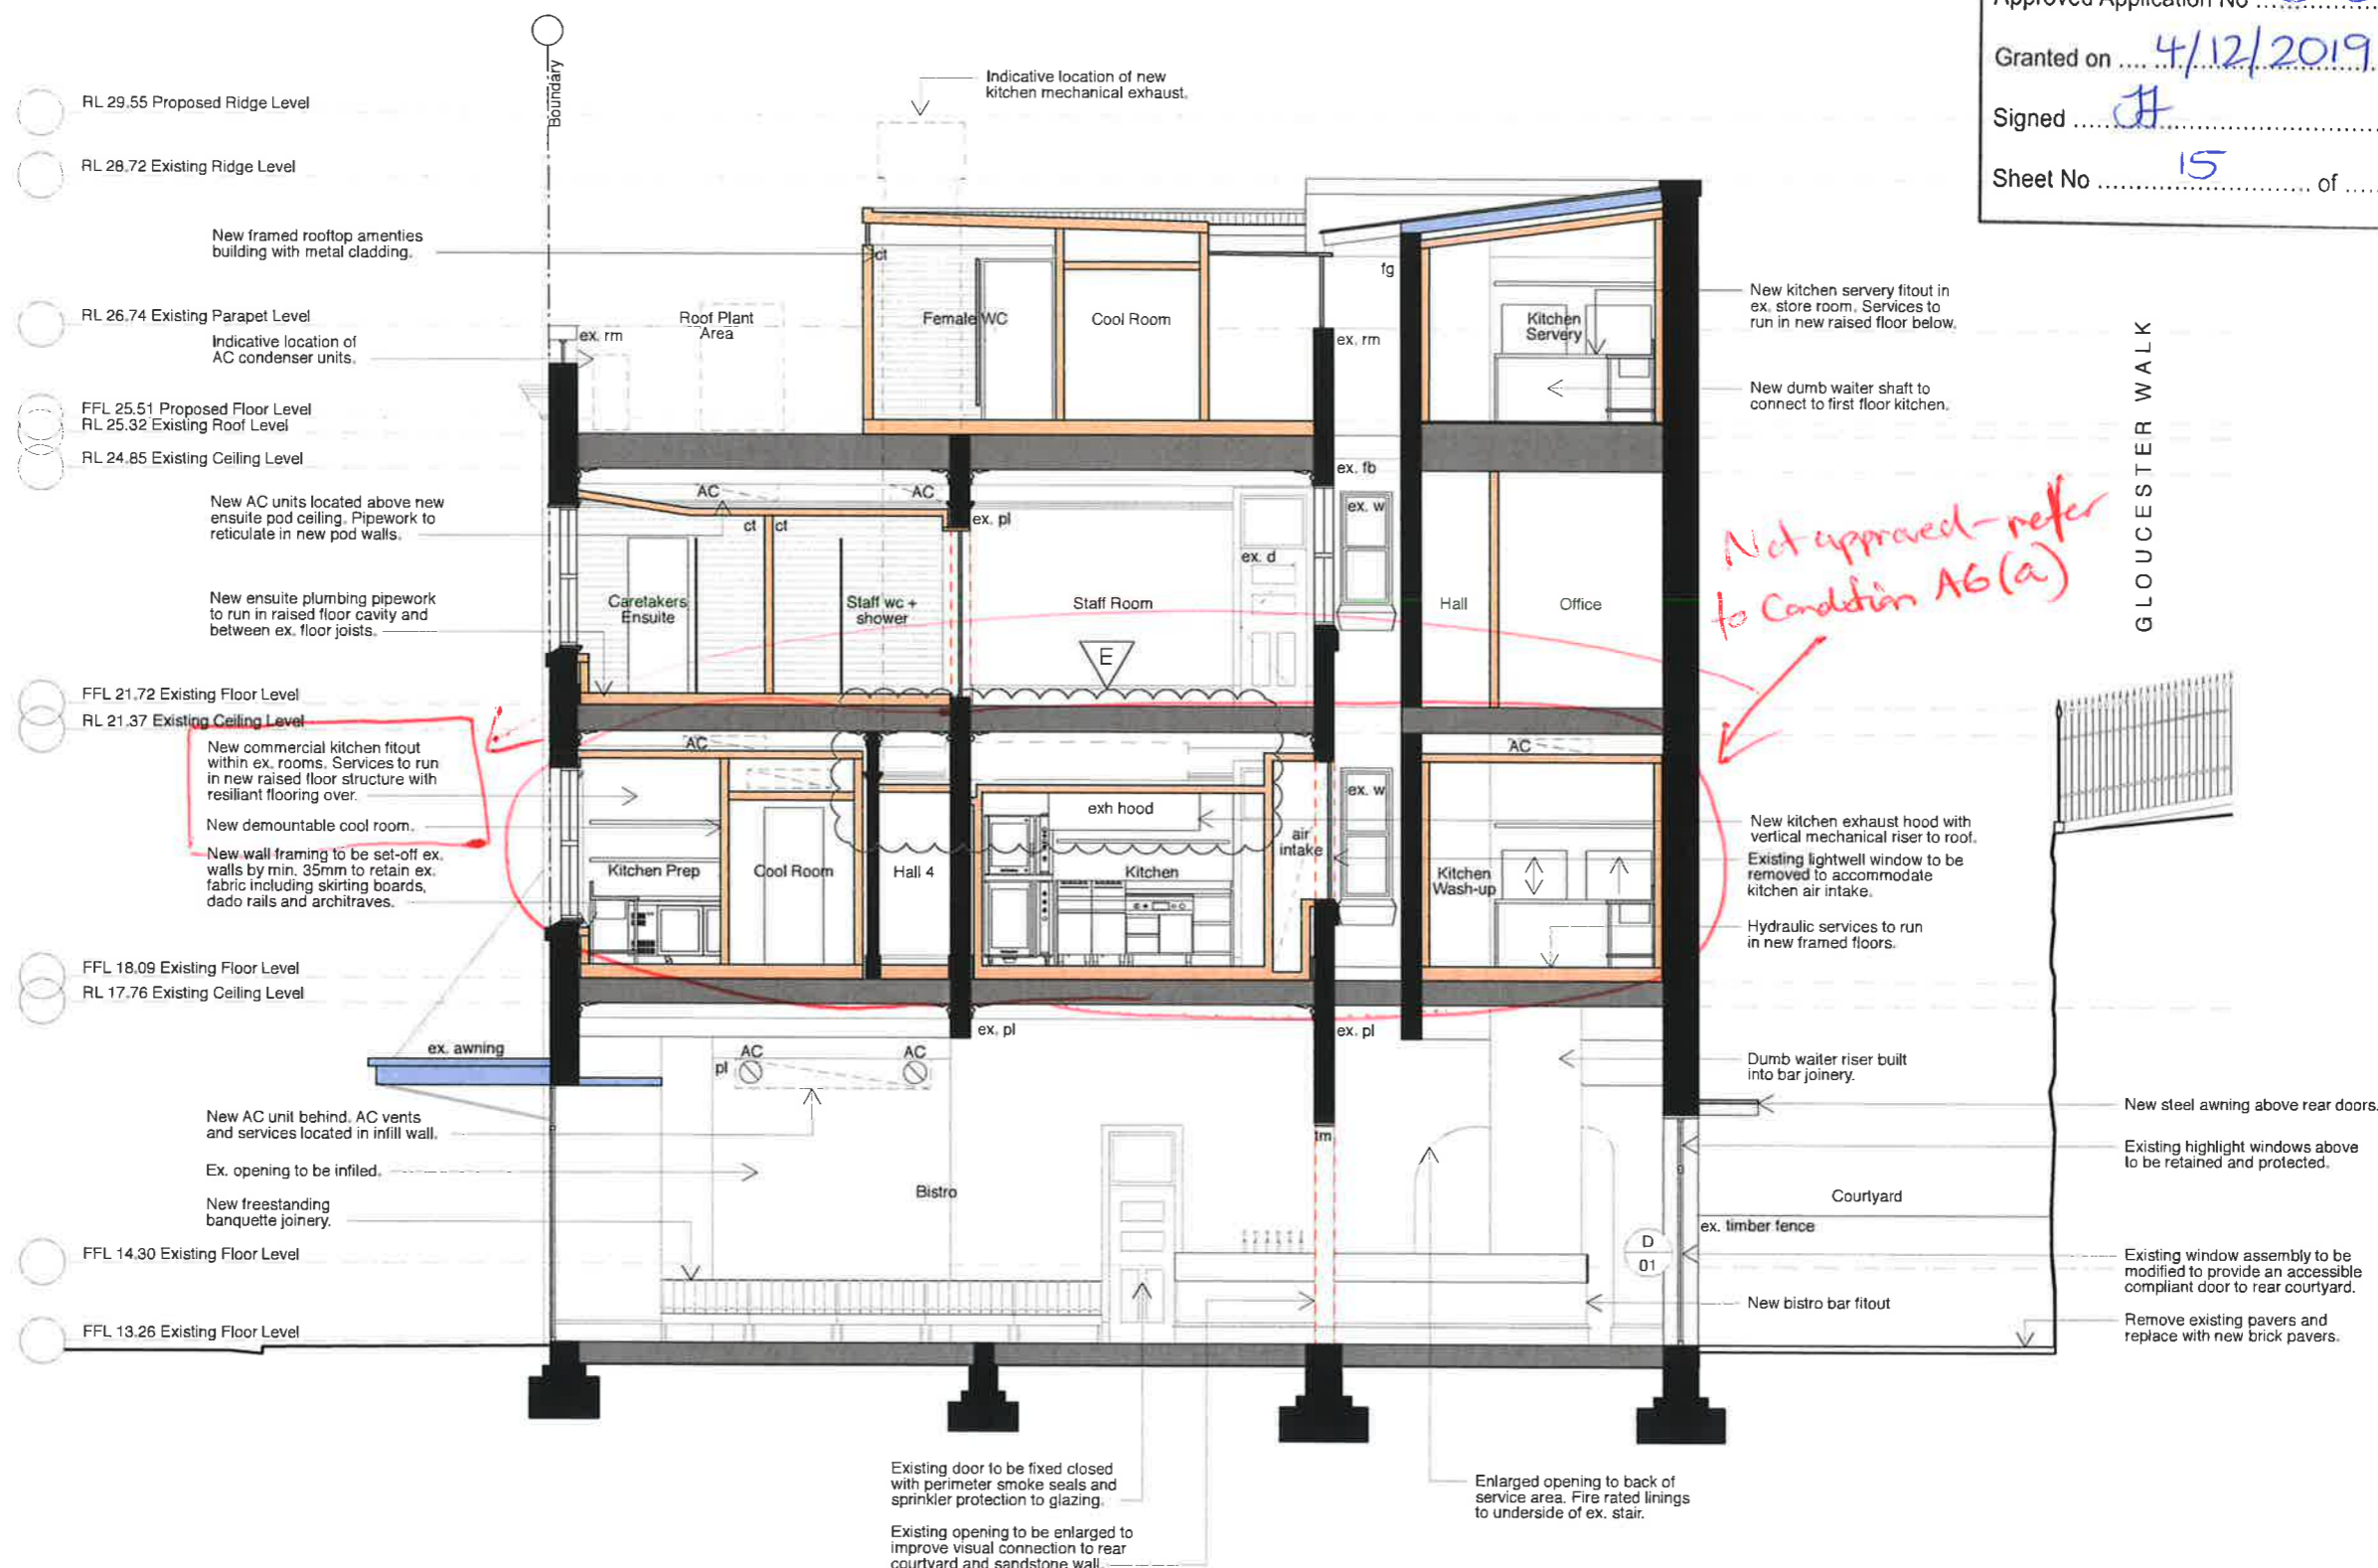 Approved Application No
Granted on .... 4/12/2019
Signed
Sheet No ........ 15 ........ of .....
Boundary
Indicative location of new
kitchen mechanical exhaust.
RL 29.55 Proposed Ridge Level
RL 28.72 Existing Ridge Level
New framed rooftop amenties
building with metal cladding.
RL 26.74 Existing Parapet Level
Indicative location of
AC condenser units.
FFL 25.51 Proposed Floor Level
RL 25.32 Existing Roof Level
RL 24.85 Existing Ceiling Level
New AC units located above new
ensuite pod ceiling. Pipework to
reticulate in new pod walls.
New ensuite plumbing pipework
to run in raised floor cavity and
between ex. floor joists.
FFL 21.72 Existing Floor Level
RL 21.37 Existing Ceiling Level
New commercial kitchen fitout
within ex. rooms. Services to run
in new raised floor structure with
resiliant flooring over.
New demountable cool room.
New wall framing to be set-off ex.
walls by min. 35mm to retain ex.
fabric including skirting boards,
dado rails and architraves.
FFL 18.09 Existing Floor Level
RL 17.76 Existing Ceiling Level
ex. awning
New AC unit behind. AC vents
and services located in infill wall.
Ex. opening to be infiled.
New freestanding
banquette joinery.
FFL 14.30 Existing Floor Level
FFL 13.26 Existing Floor Level
ex. rm
Roof Plant
Area
ct
Female WC
Cool Room
ex. rm
fg
Kitchen
Servery
ex. fb
AC
AC
ct
ct
ex. pl
ex. d
ex. w
Caretakers
Ensuite
Staff wc +
shower
Staff Room
Hall
Office
E
AC
AC
exh hood
ex. w
air
intake
Kitchen Prep
Cool Room
Hall 4
Kitchen
Kitchen
Wash-up
ex. pl
ex. pl
pl
AC
AC
tm
Bistro
D
01
Courtyard
ex. timber fence
New kitchen servery fitout in
ex. store room. Services to
run in new raised floor below.
New dumb waiter shaft to
connect to first floor kitchen.
GLOUCESTER WALK
Not approved - refer
to Condition A6(a)
New kitchen exhaust hood with
vertical mechanical riser to roof.
Existing lightwell window to be
removed to accommodate
kitchen air intake.
Hydraulic services to run
in new framed floors.
Dumb waiter riser built
into bar joinery.
New steel awning above rear doors.
Existing highlight windows above
to be retained and protected.
Existing window assembly to be
modified to provide an accessible
compliant door to rear courtyard.
New bistro bar fitout
Remove existing pavers and
replace with new brick pavers.
Existing door to be fixed closed
with perimeter smoke seals and
sprinkler protection to glazing.
Enlarged opening to back of
service area. Fire rated linings
to underside of ex. stair.
Existing opening to be enlarged to
improve visual connection to rear
courtyard and sandstone wall.